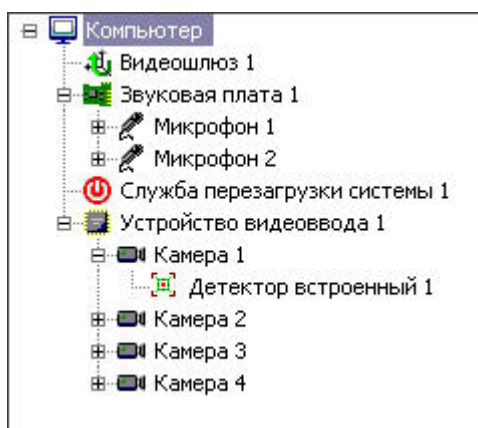 Компьютер
Видеошлюз 1
Звуковая плата 1
Микрофон 1
Микрофон 2
Служба перезагрузки системы 1
Устройство видеоввода 1
Камера 1
Детектор встроенный 1
Камера 2
Камера 3
Камера 4